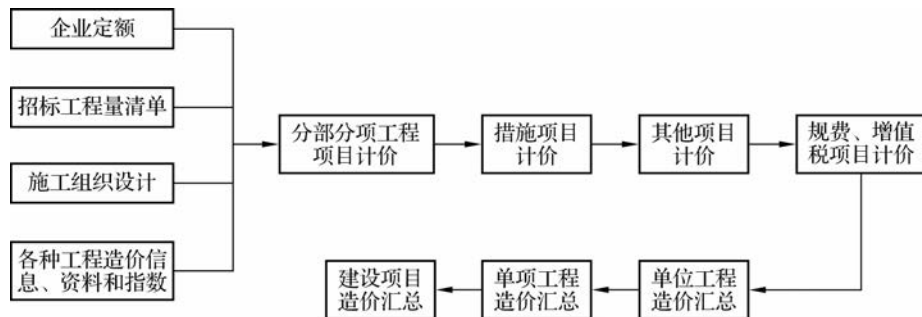 企业定额
招标工程量清单
施工组织设计
各种工程造价信
息、资料和指数
分部分项工程
项目计价
措施项目
计价
其他项目
计价
规费、增值
税项目计价
建设项目
造价汇总
单项工程
造价汇总
单位工程
造价汇总